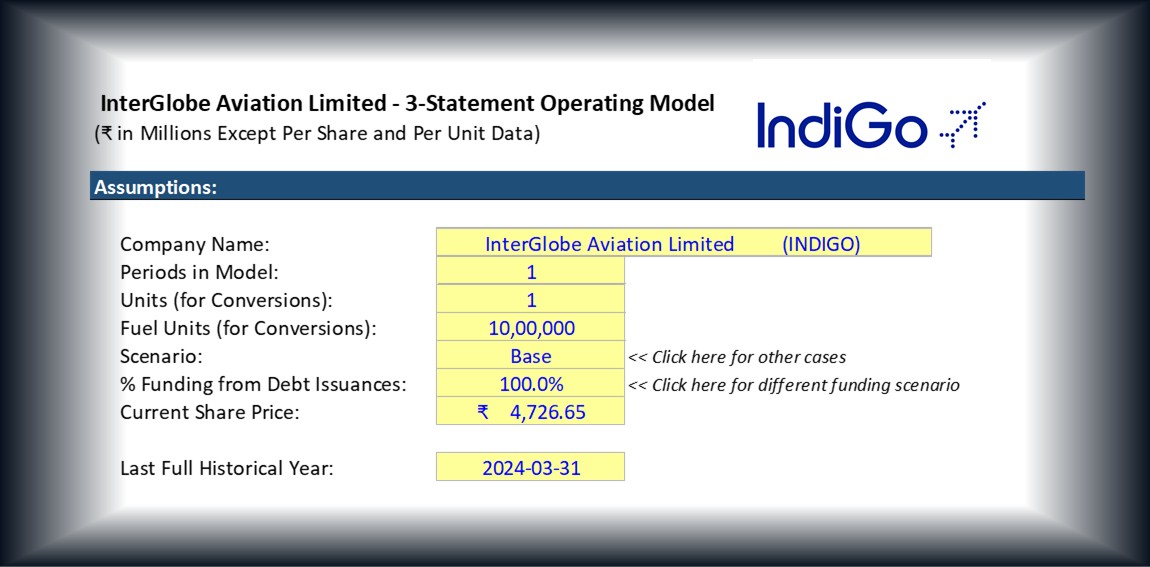 InterGlobe Aviation Limited - 3-Statement Operating Model
(₹ in Millions Except Per Share and Per Unit Data)
IndiGo
Assumptions:
Company Name: InterGlobe Aviation Limited (INDIGO)
Periods in Model: 1
Units (for Conversions): 1
Fuel Units (for Conversions): 10,00,000
Scenario: Base << Click here for other cases
% Funding from Debt Issuances: 100.0% << Click here for different funding scenario
Current Share Price: ₹ 4,726.65
Last Full Historical Year: 2024-03-31